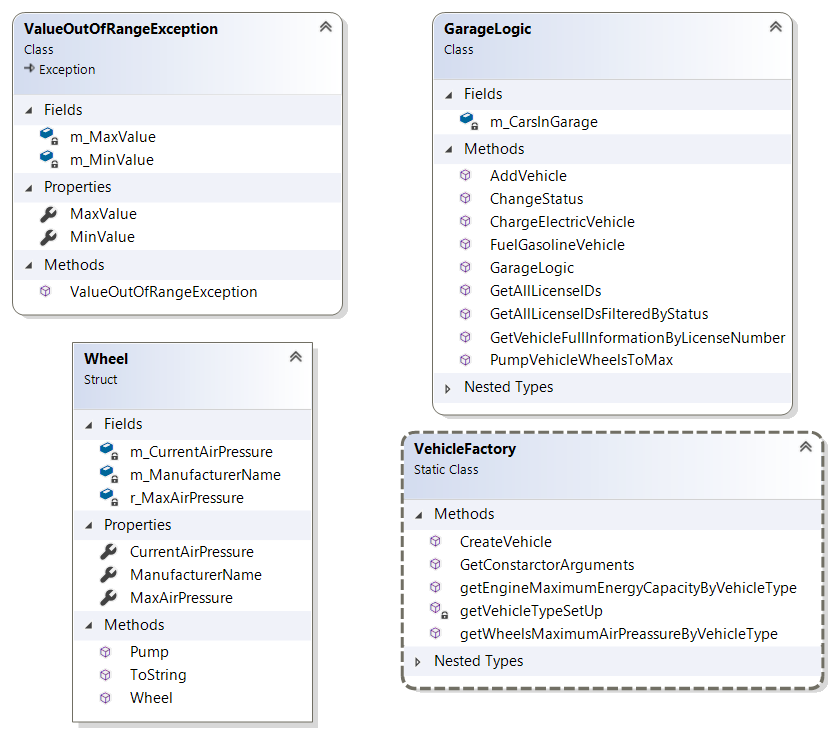 ValueOutOfRangeException
Class
Exception
Fields
m_MaxValue
m_MinValue
Properties
MaxValue
MinValue
Methods
ValueOutOfRangeException
GarageLogic
Class
Fields
m_CarsInGarage
Methods
AddVehicle
ChangeStatus
ChargeElectricVehicle
FuelGasolineVehicle
GarageLogic
GetAllLicenseIDs
GetAllLicenseIDsFilteredByStatus
GetVehicleFullInformationByLicenseNumber
PumpVehicleWheelsToMax
Nested Types
Wheel
Struct
Fields
m_CurrentAirPressure
m_ManufacturerName
r_MaxAirPressure
Properties
CurrentAirPressure
ManufacturerName
MaxAirPressure
Methods
Pump
ToString
Wheel
VehicleFactory
Static Class
Methods
CreateVehicle
GetConstarctorArguments
getEngineMaximumEnergyCapacityByVehicleType
getVehicleTypeSetUp
getWheelsMaximumAirPreassureByVehicleType
Nested Types